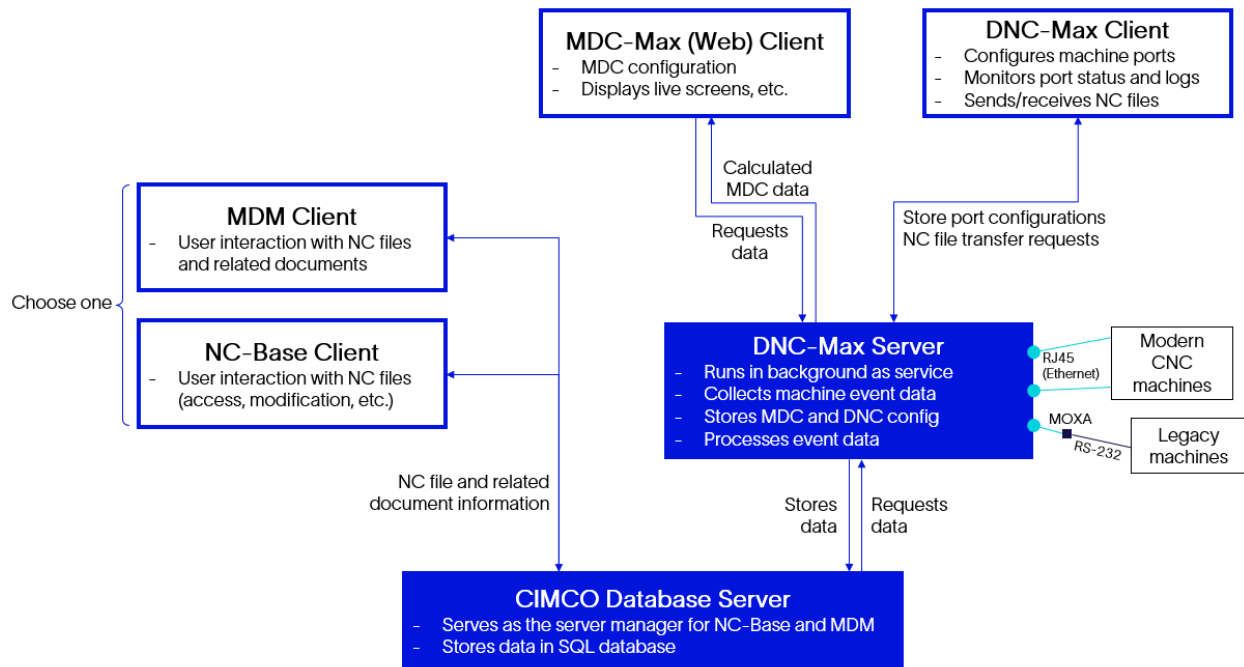 MDC-Max (Web) Client
- MDC configuration
- Displays live screens, etc.
DNC-Max Client
- Configures machine ports
- Monitors port status and logs
- Sends/receives NC files
Calculated
MDC data
Requests
data
Store port configurations
NC file transfer requests
Choose one
MDM Client
- User interaction with NC files
and related documents
NC-Base Client
- User interaction with NC files
(access, modification, etc.)
DNC-Max Server
- Runs in background as service
- Collects machine event data
- Stores MDC and DNC config
- Processes event data
RJ45
(Ethernet)
Modern
CNC
machines
MOXA
RS-232
Legacy
machines
NC file and related
document information
Stores
data
Requests
data
CIMCO Database Server
- Serves as the server manager for NC-Base and MDM
- Stores data in SQL database